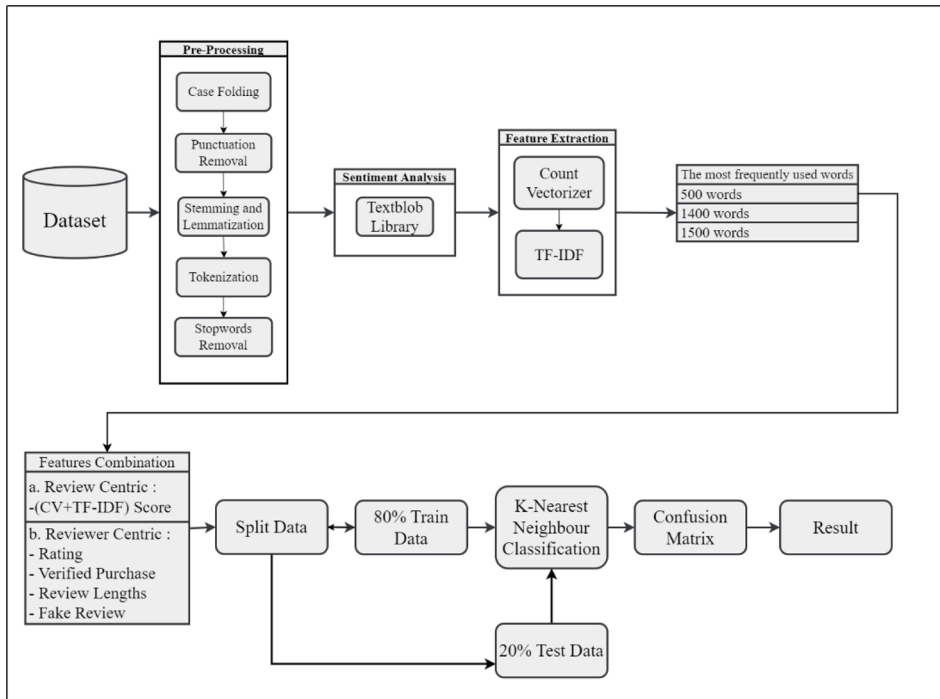 Pre-Processing
Case Folding
Punctuation
Removal
Stemming and
Lemmatization
Tokenization
Stopwords
Removal
Dataset
Sentiment Analysis
Textblob
Library
Feature Extraction
Count
Vectorizer
TF-IDF
The most frequently used words
500 words
1400 words
1500 words
Features Combination
a. Review Centric :
-(CV+TF-IDF) Score
b. Reviewer Centric :
- Rating
- Verified Purchase
- Review Lengths
- Fake Review
Split Data
80% Train
Data
K-Nearest
Neighbour
Classification
Confusion
Matrix
Result
20% Test Data